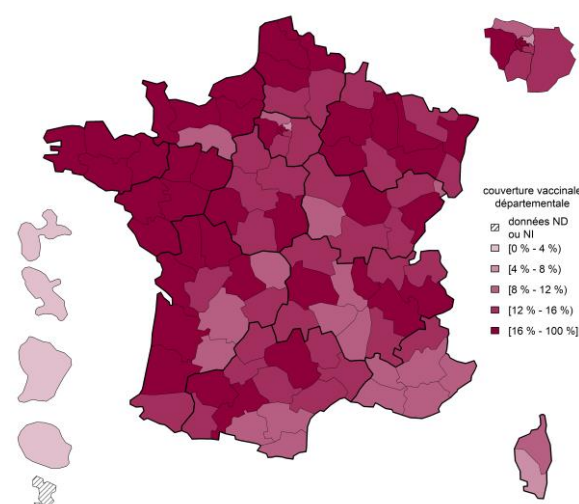 couverture vaccinale
départementale
données ND
ou NI
[0 % - 4 %)
[4 % - 8 %)
[8 % - 12 %)
[12 % - 16 %)
[16 % - 100 %]